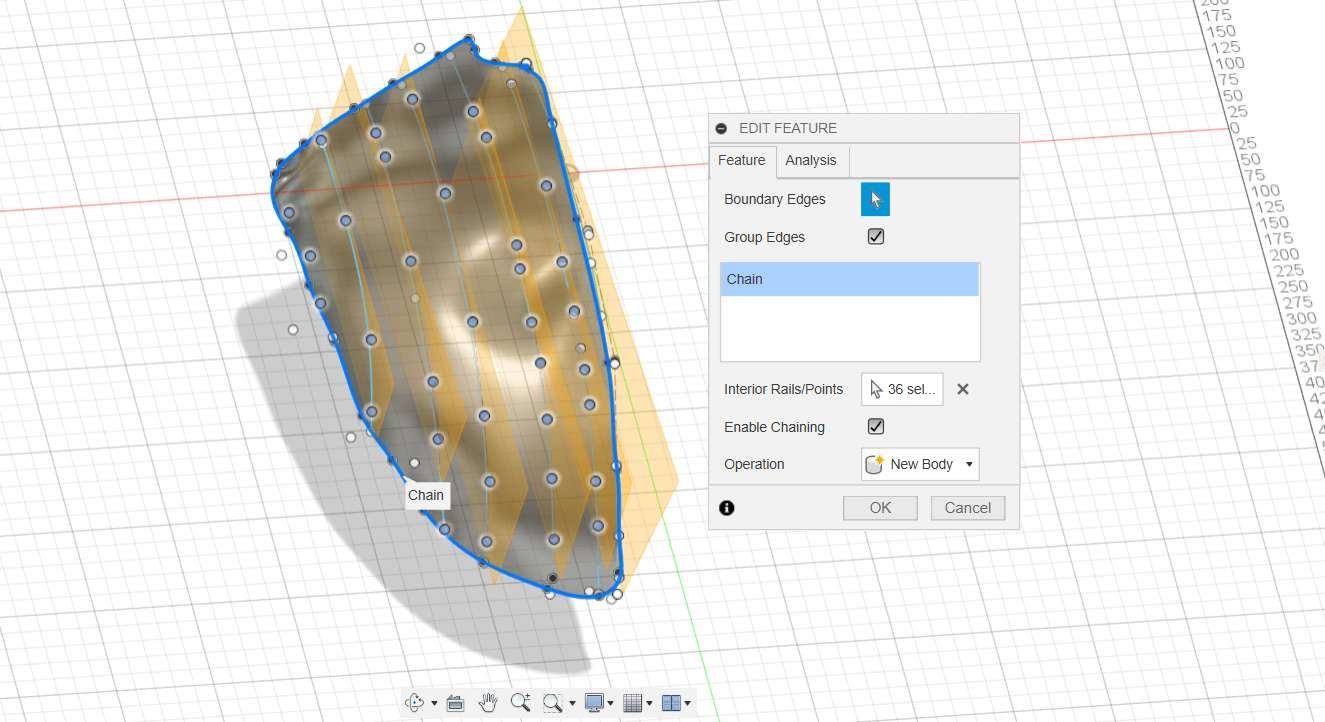 200
175
150
125
100
75
50
25
0
25
50
75
100
125
150
175
200
225
250
275
300
325
EDIT FEATURE
Feature Analysis
Boundary Edges
Group Edges
Chain
Interior Rails/Points 36 sel...
Enable Chaining
Operation New Body
OK Cancel
Chain